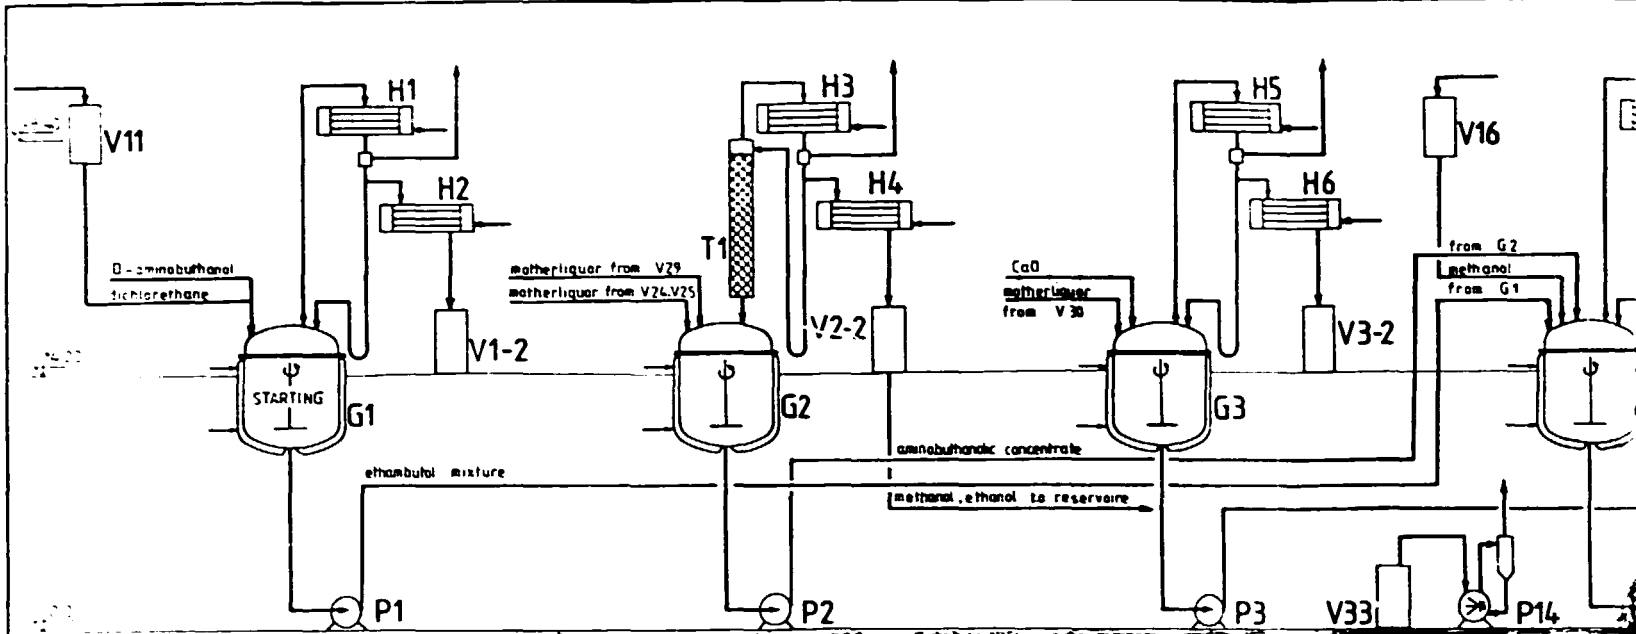 H1
H3
H5
V11
V16
H2
H4
H6
T1
from G2
D-aminobuthanol
motherliquor from V29
CaO
methanol
dichlorethane
motherliquor from V24,V25
motherliquor
from V30
from G1
V1-2
V2-2
V3-2
STARTING
G1
G2
G3
aminobuthanolic concentrate
ethambutol mixture
methanol, ethanol to reservoire
P1
P2
P3
V33
P14